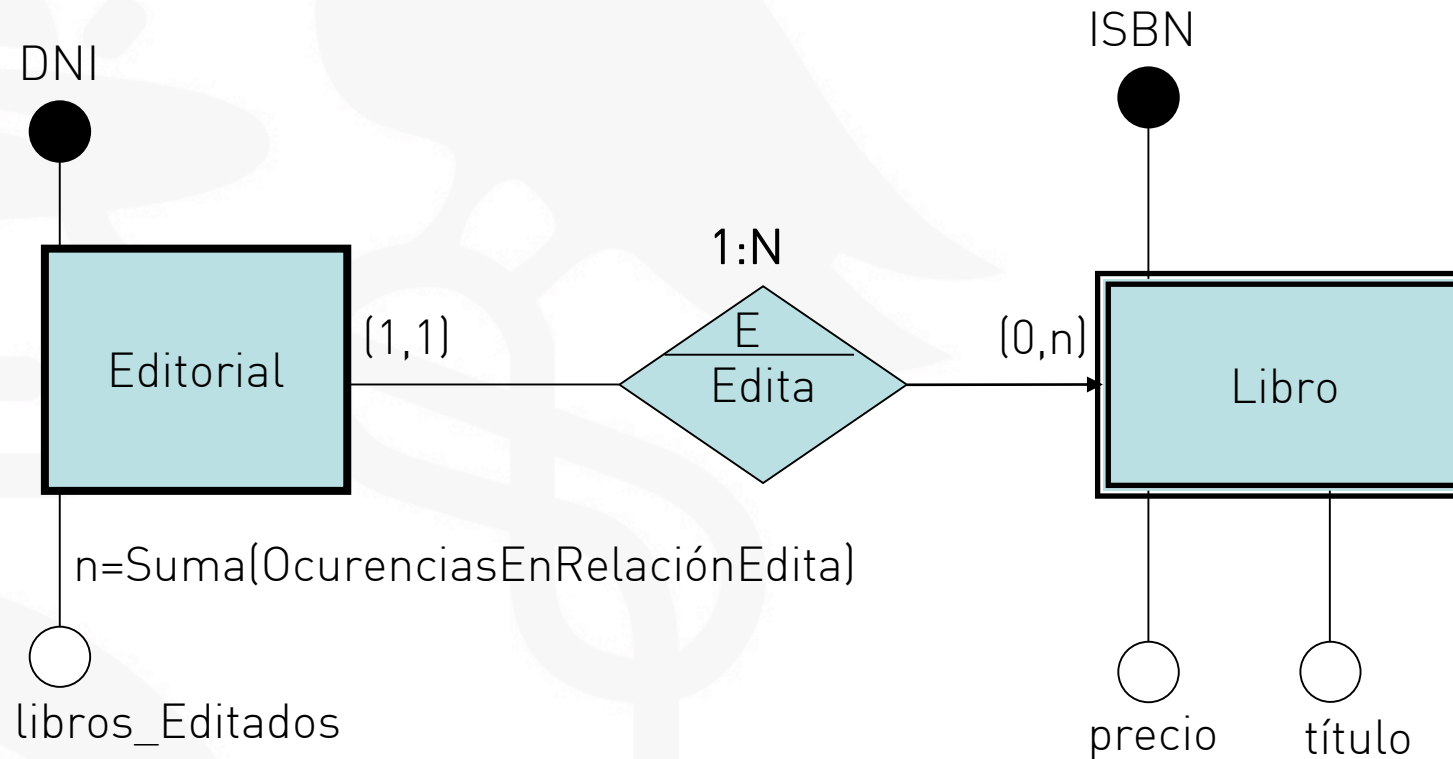 ISBN
DNI
1:N
E
(1,1)
(0,n)
Editorial
Edita
Libro
n=Suma(OcurenciasEnRelaciónEdita)
libros_Editados
precio
título